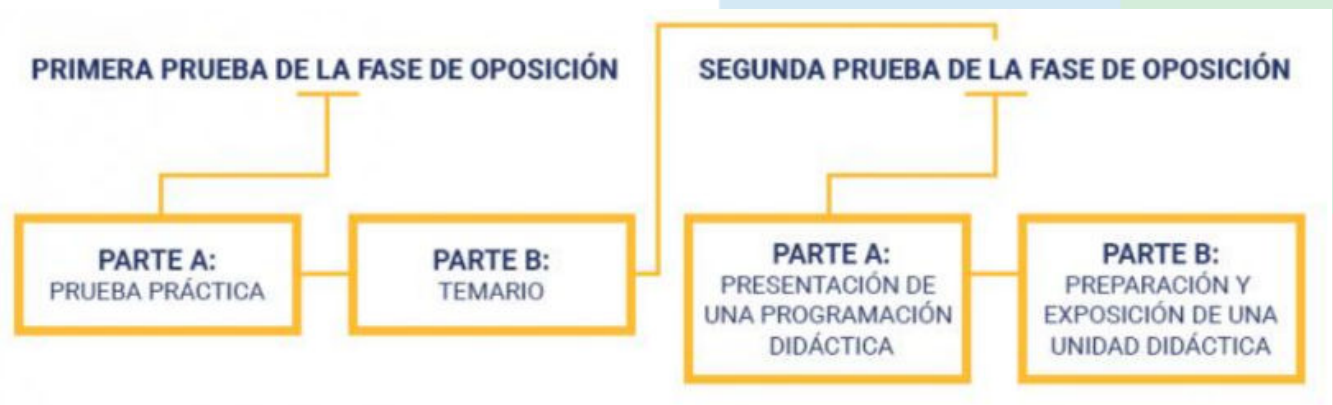 PRIMERA PRUEBA DE LA FASE DE OPOSICIÓN
PARTE A:
PRUEBA PRÁCTICA
PARTE B:
TEMARIO
SEGUNDA PRUEBA DE LA FASE DE OPOSICIÓN
PARTE A:
PRESENTACIÓN DE
UNA PROGRAMACIÓN
DIDÁCTICA
PARTE B:
PREPARACIÓN Y
EXPOSICIÓN DE UNA
UNIDAD DIDÁCTICA